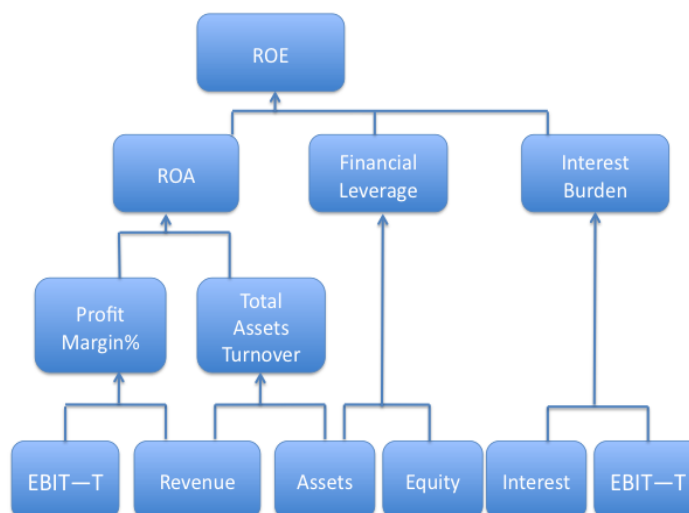 ROE
ROA
Financial
Leverage
Interest
Burden
Profit
Margin%
Total
Assets
Turnover
EBIT—T
Revenue
Assets
Equity
Interest
EBIT—T